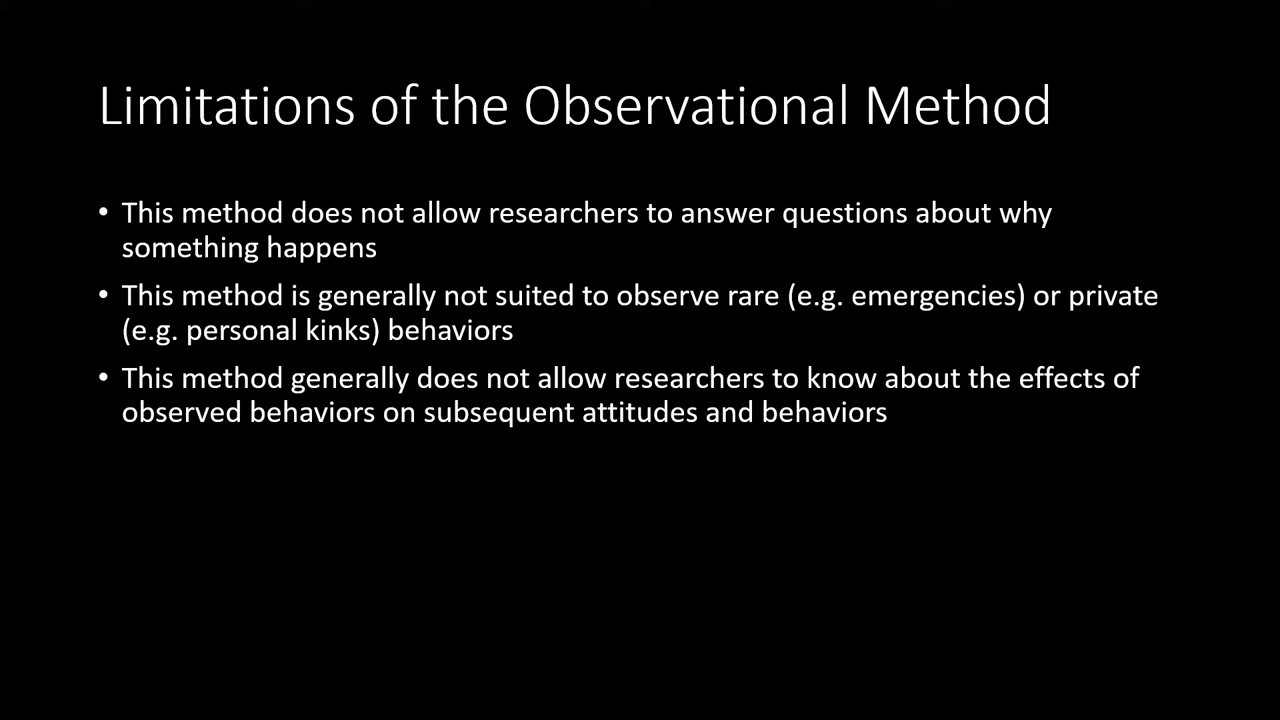 Limitations of the Observational Method
• This method does not allow researchers to answer questions about why
something happens
• This method is generally not suited to observe rare (e.g. emergencies) or private
(e.g. personal kinks) behaviors
• This method generally does not allow researchers to know about the effects of
observed behaviors on subsequent attitudes and behaviors